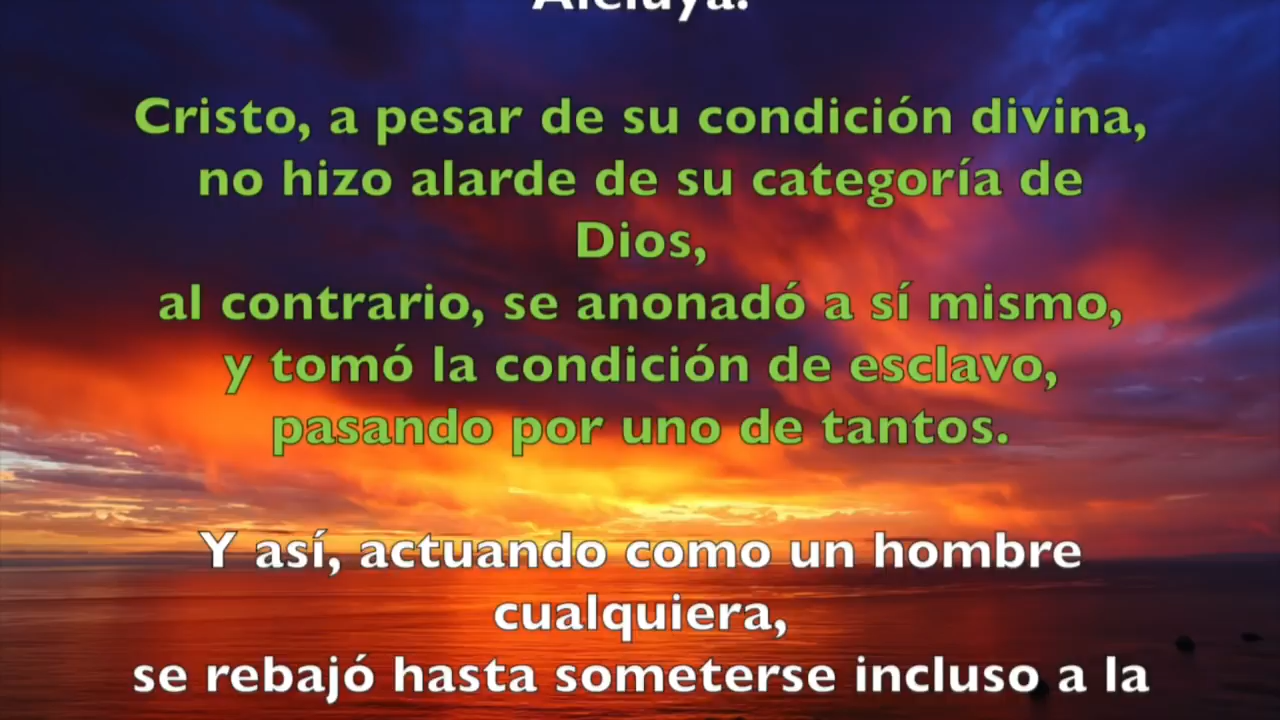 Aleluya.
Cristo, a pesar de su condición divina,
no hizo alarde de su categoría de
Dios,
al contrario, se anonadó a sí mismo,
y tomó la condición de esclavo,
pasando por uno de tantos.
Y así, actuando como un hombre
cualquiera,
se rebajó hasta someterse incluso a la